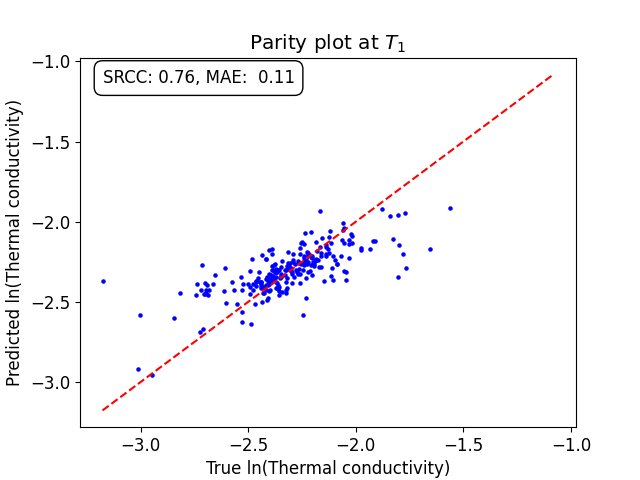 Parity plot at T₁
SRCC: 0.76, MAE:  0.11
Predicted ln(Thermal conductivity)
−1.0
−1.5
−2.0
−2.5
−3.0
−3.0 −2.5 −2.0 −1.5 −1.0
True ln(Thermal conductivity)